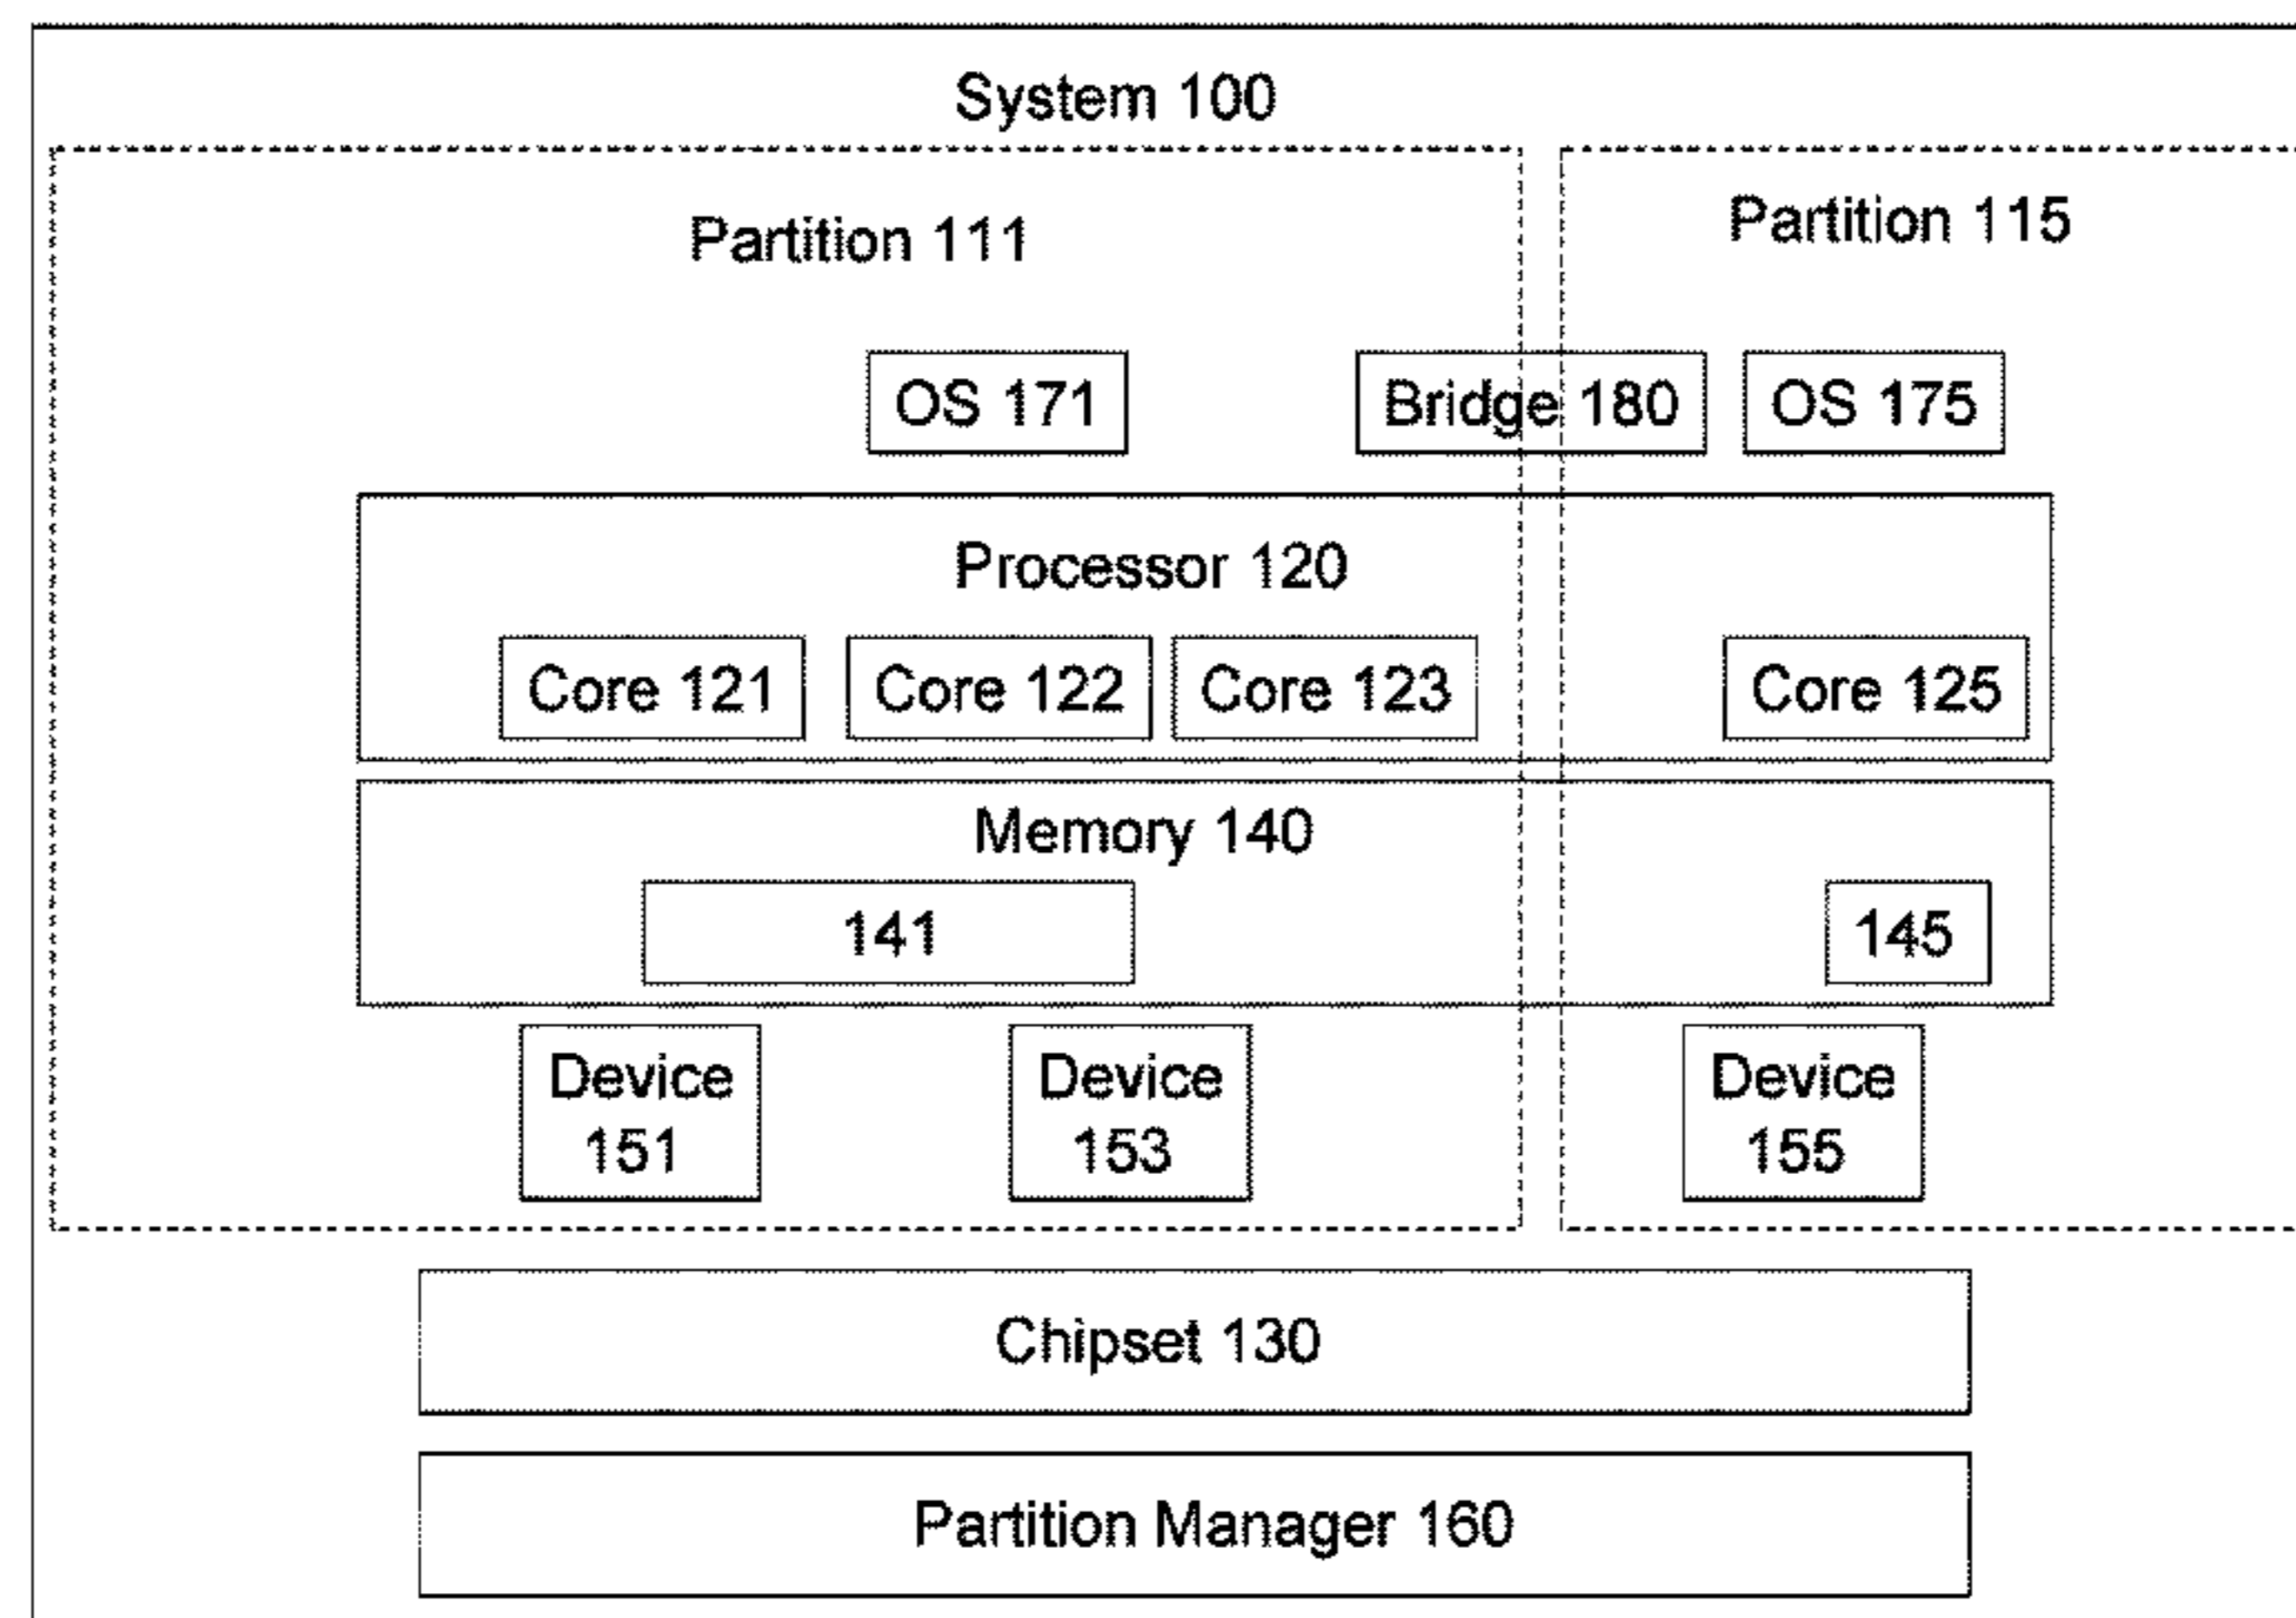 System 100
Partition 111
Partition 115
OS 171
Bridge 180
OS 175
Processor 120
Core 121
Core 122
Core 123
Core 125
Memory 140
141
145
Device
151
Device
153
Device
155
Chipset 130
Partition Manager 160